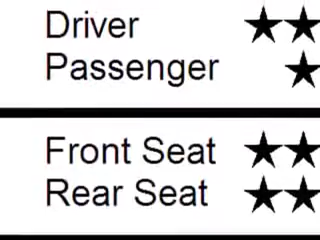 Driver ★★
Passenger ★
Front Seat ★★
Rear Seat ★★